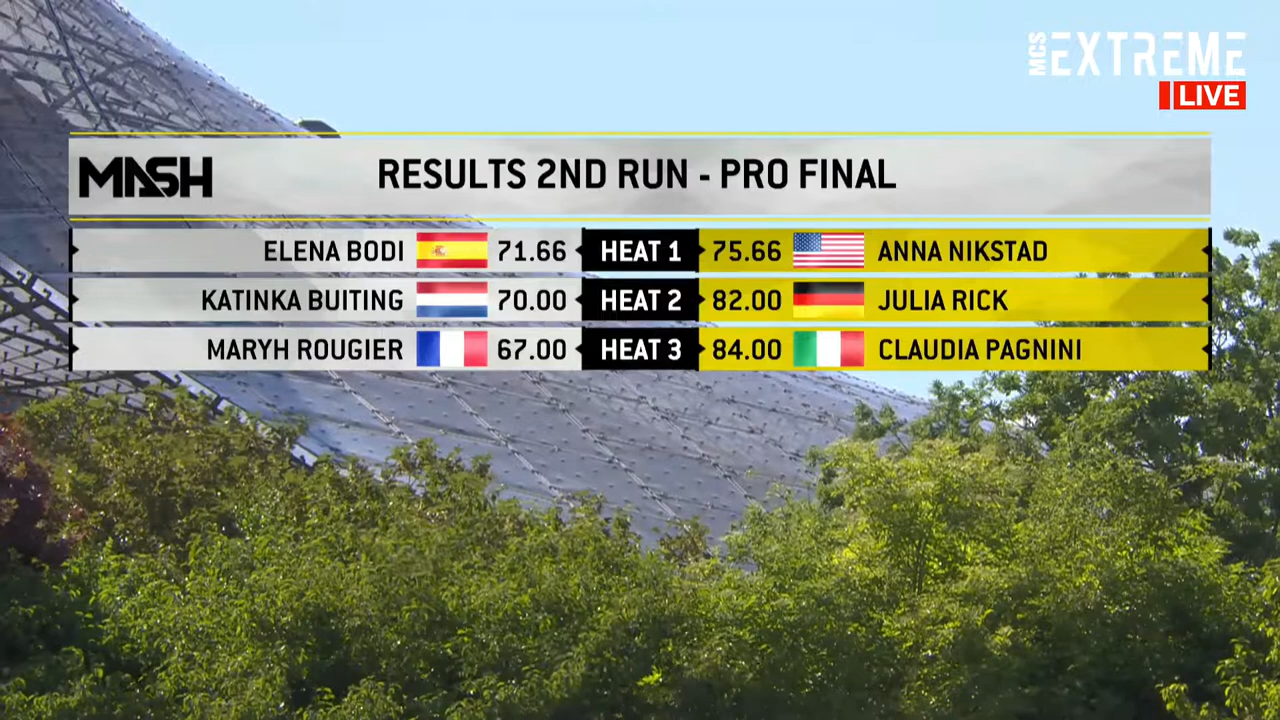 MCS EXTREME
LIVE
MASH RESULTS 2ND RUN - PRO FINAL
ELENA BODI 71.66 HEAT 1 75.66 ANNA NIKSTAD
KATINKA BUITING 70.00 HEAT 2 82.00 JULIA RICK
MARYH ROUGIER 67.00 HEAT 3 84.00 CLAUDIA PAGNINI